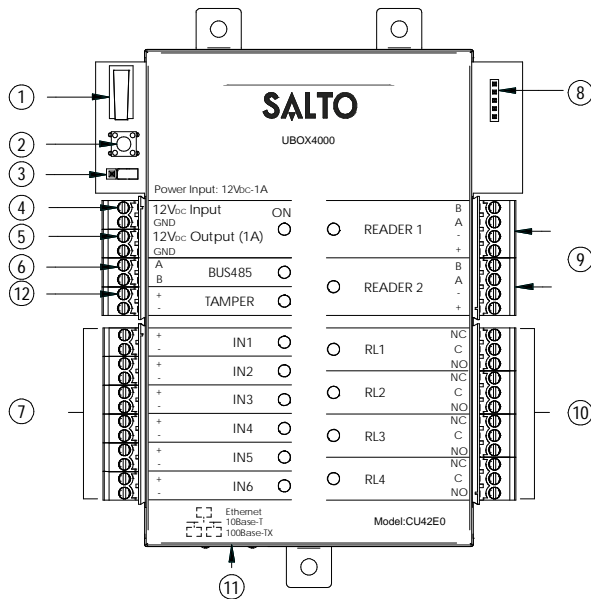 SALTO
UBOX4000
Power Input: 12VDC-1A
1
2
3
4
5
6
12
7
8
9
10
11
12VDC Input
GND
ON
12VDC Output (1A)
GND
A
B
BUS485
+
-
TAMPER
+
-
IN1
+
-
IN2
+
-
IN3
+
-
IN4
+
-
IN5
+
-
IN6
READER 1
B
A
-
+
READER 2
B
A
-
+
RL1
NC
C
NO
RL2
NC
C
NO
RL3
NC
C
NO
RL4
NC
C
NO
Ethernet
10Base-T
100Base-TX
Model:CU42E0